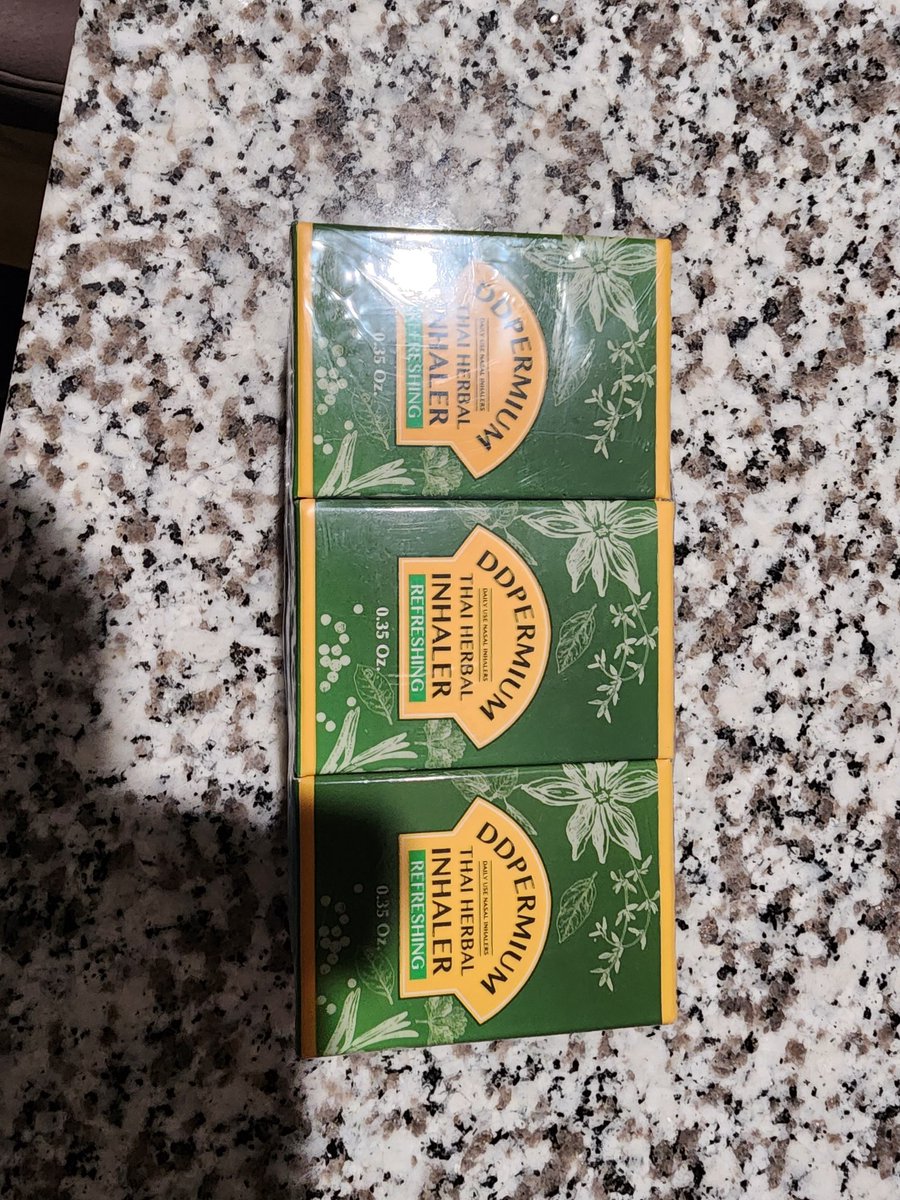 DDPERMIUM
DAILY USE NASAL INHALERS
THAI HERBAL
INHALER
REFRESHING
0.35 Oz.
DDPERMIUM
DAILY USE NASAL INHALERS
THAI HERBAL
INHALER
REFRESHING
0.35 Oz.
DDPERMIUM
DAILY USE NASAL INHALERS
THAI HERBAL
INHALER
REFRESHING
0.35 Oz.